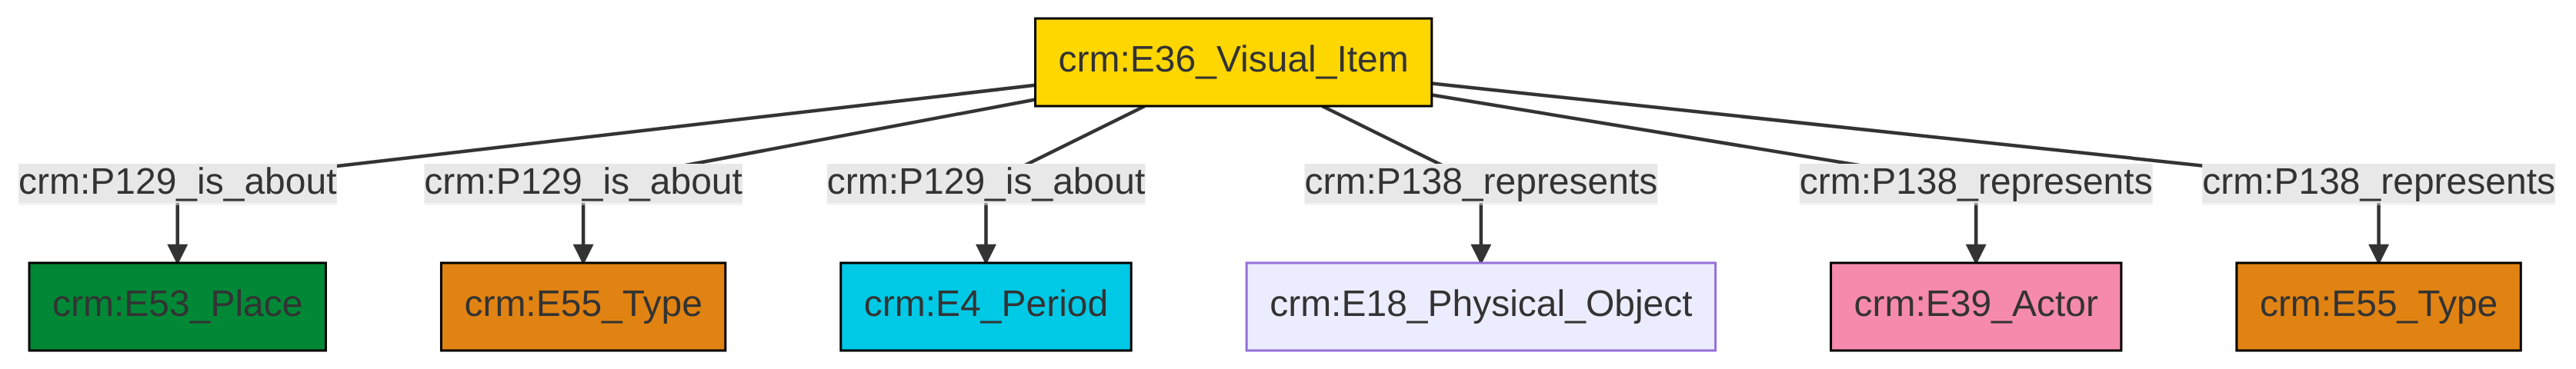 crm:E36_Visual_Item
crm:P129_is_about
crm:P129_is_about
crm:P129_is_about
crm:P138_represents
crm:P138_represents
crm:P138_represents
crm:E53_Place
crm:E55_Type
crm:E4_Period
crm:E18_Physical_Object
crm:E39_Actor
crm:E55_Type